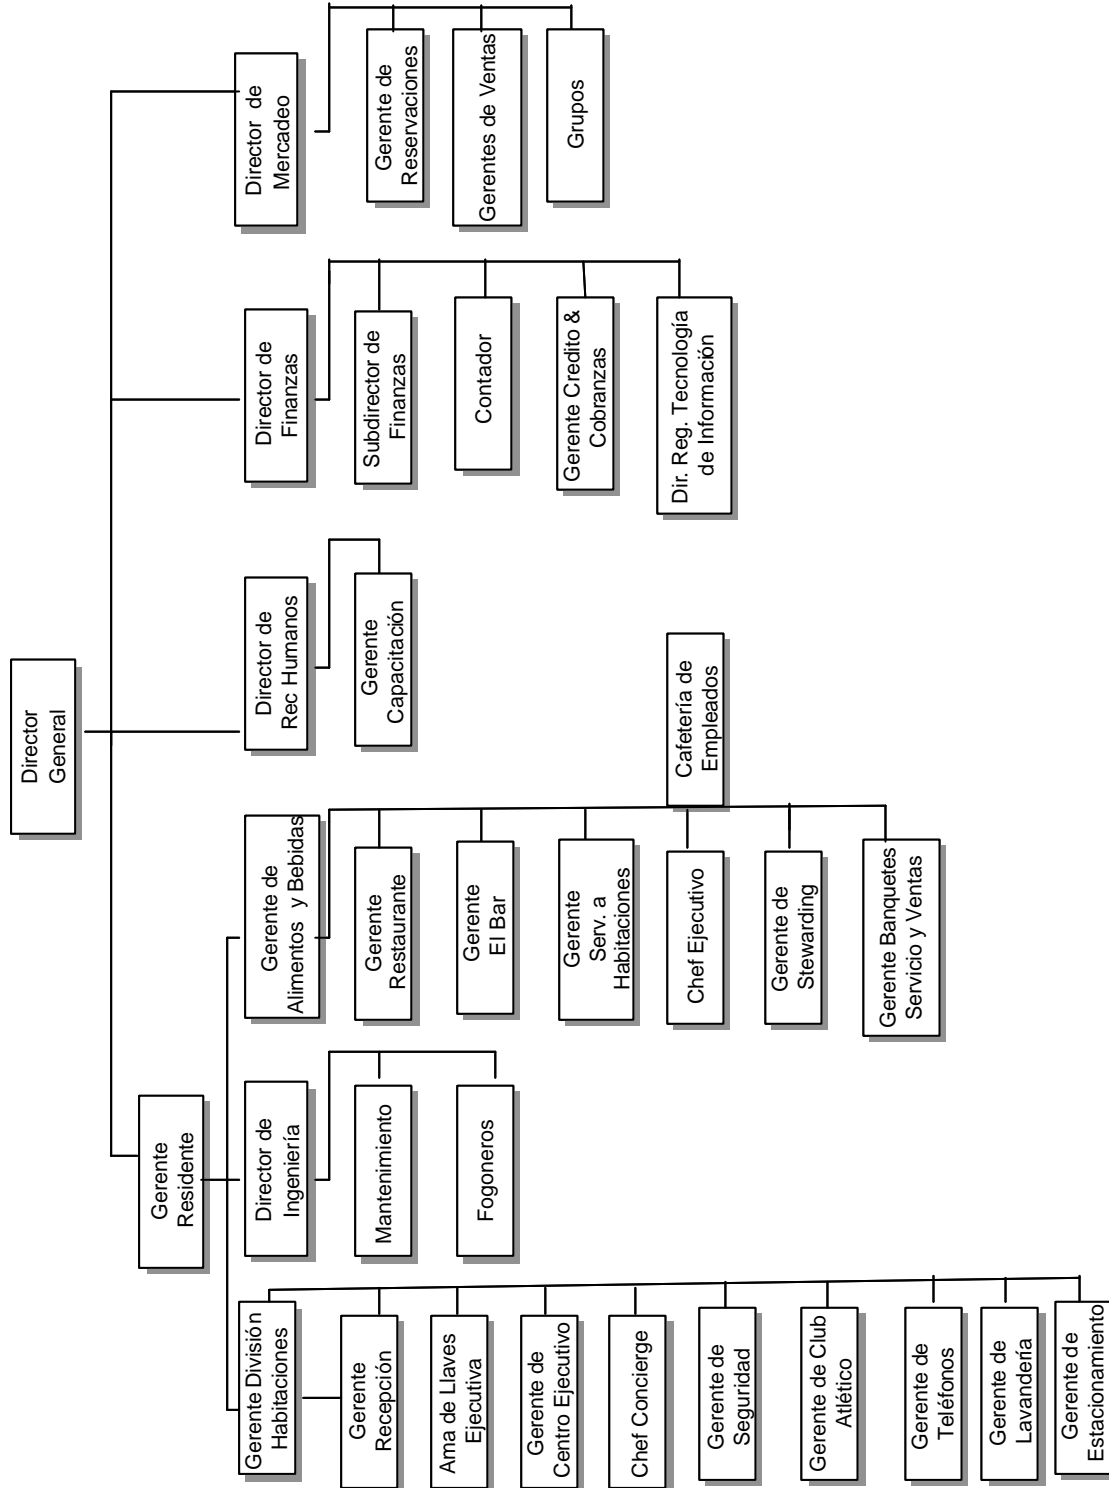 Director
General
Gerente
Residente
Director de
Rec Humanos
Director de
Finanzas
Director de
Mercadeo
Gerente División
Habitaciones
Director de
Ingeniería
Gerente de
Alimentos y Bebidas
Gerente
Recepción
Ama de Llaves
Ejecutiva
Gerente de
Centro Ejecutivo
Chef Concierge
Gerente de
Seguridad
Gerente de Club
Atlético
Gerente de
Teléfonos
Gerente de
Lavandería
Gerente de
Estacionamiento
Mantenimiento
Fogoneros
Gerente
Restaurante
Gerente
El Bar
Gerente
Serv. a
Habitaciones
Chef Ejecutivo
Cafetería de
Empleados
Gerente de
Stewarding
Gerente Banquetes
Servicio y Ventas
Gerente
Capacitación
Subdirector de
Finanzas
Contador
Gerente Credito &
Cobranzas
Dir. Reg. Tecnología
de Información
Gerente de
Reservaciones
Gerentes de Ventas
Grupos